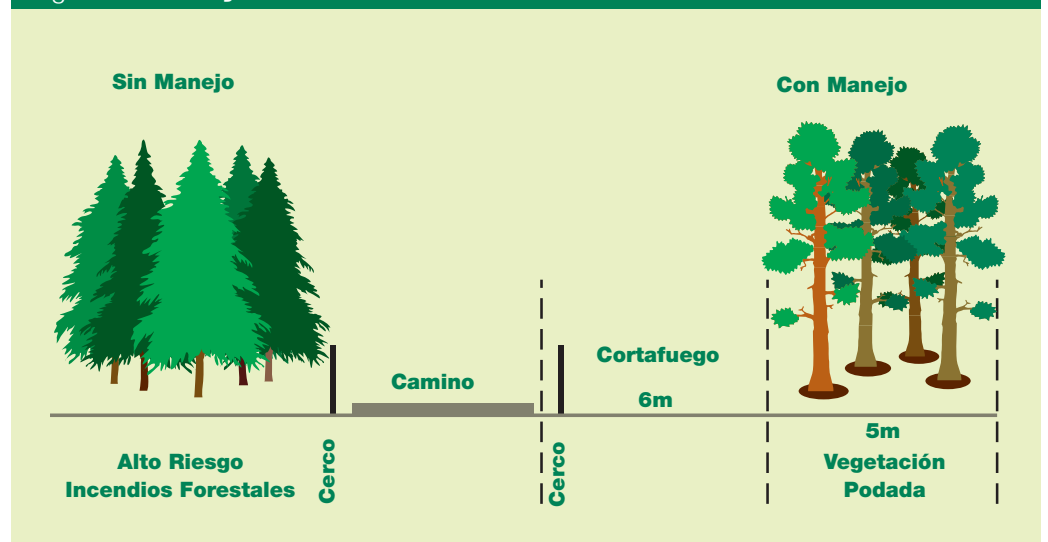 Sin Manejo
Con Manejo
Camino
Cortafuego
6m
Cerco
Cerco
Alto Riesgo
Incendios Forestales
5m
Vegetación
Podada